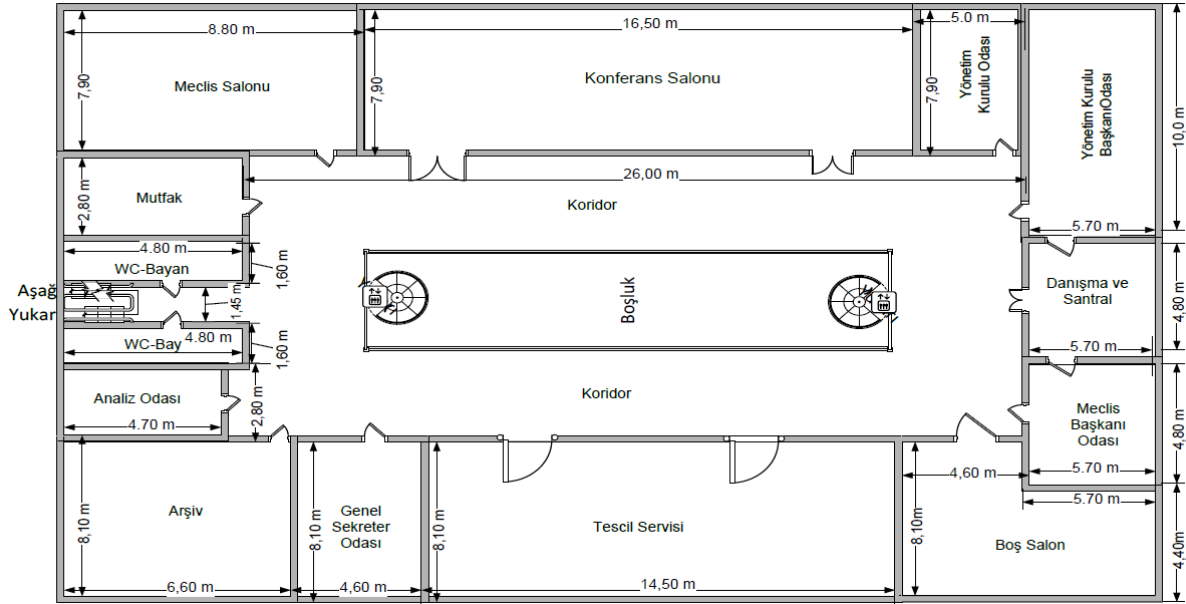 8.80 m
16,50 m
5.0 m
7,90
Meclis Salonu
7,90
Konferans Salonu
7,90
Yönetim
Kurulu Odası
Yönetim Kurulu
BaşkanıOdası
10,0 m
5.70 m
26,00 m
Koridor
2,80 m
Mutfak
4.80 m
WC-Bayan
1,60 m
Aşağ
Yukar
1,45 m
WC-Bay
4.80 m
1,60 m
Boşluk
Danışma ve
Santral
4,80 m
5.70 m
Analiz Odası
4.70 m
2,80 m
Koridor
Meclis
Başkanı
Odası
4,80 m
5.70 m
4,60 m
5.70 m
8,10 m
Arşiv
6,60 m
8,10 m
Genel
Sekreter
Odası
4,60 m
8,10 m
Tescil Servisi
14,50 m
8,10m
Boş Salon
4,40m